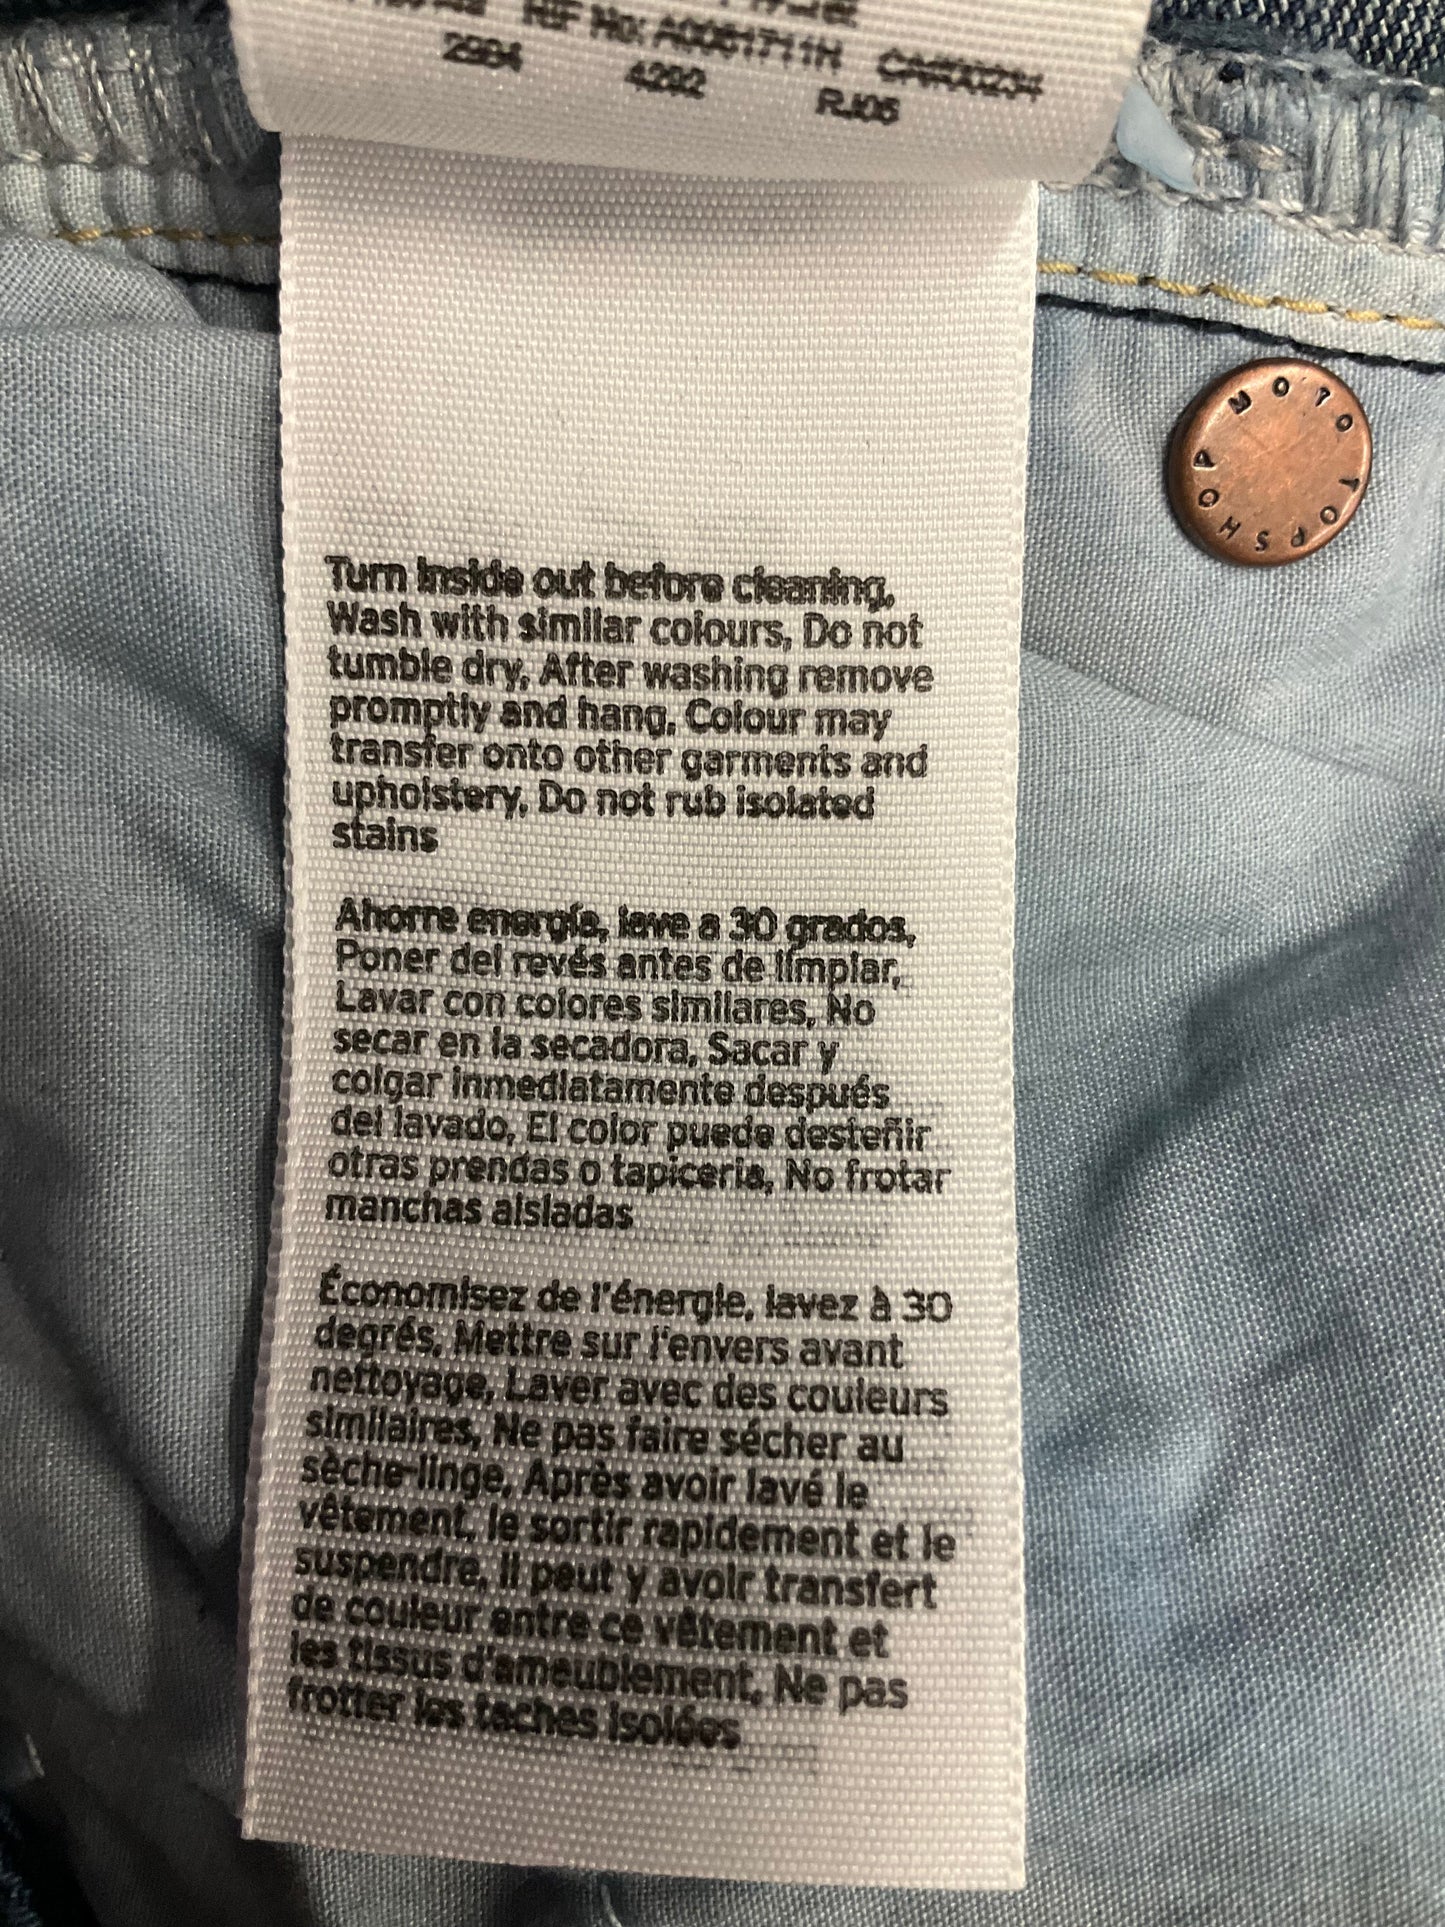 RIF No: A0061711H CAW00234
2984 4292 RJ05
Turn inside out before cleaning,
Wash with similar colours, Do not
tumble dry, After washing remove
promptly and hang, Colour may
transfer onto other garments and
upholstery, Do not rub isolated
stains
Ahorre energía, lave a 30 grados,
Poner del revés antes de limpiar,
Lavar con colores similares, No
secar en la secadora, Sacar y
colgar inmediatamente después
del lavado, El color puede desteñir
otras prendas o tapicería, No frotar
manchas aisladas
Économisez de l'énergie, lavez à 30
degrés, Mettre sur l'envers avant
nettoyage, Laver avec des couleurs
similaires, Ne pas faire sécher au
sèche-linge, Après avoir lavé le
vêtement, le sortir rapidement et le
suspendre, Il peut y avoir transfert
de couleur entre ce vêtement et
les tissus d'ameublement, Ne pas
frotter les taches isolées
MOTO TOPSHOP